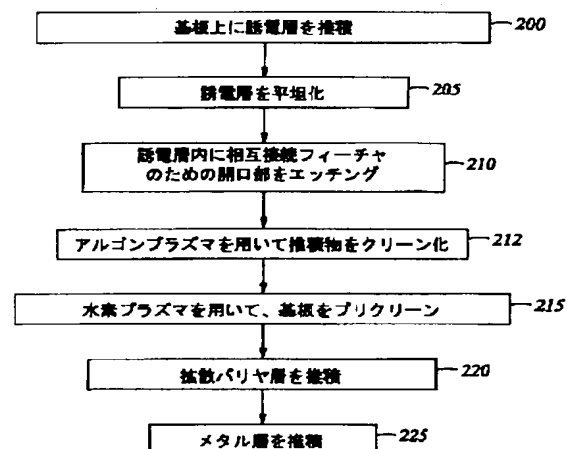 基板上に誘電層を堆積
200
誘電層を平坦化
205
誘電層内に相互接続フィーチャ
のための開口部をエッチング
210
アルゴンプラズマを用いて堆積物をクリーン化
212
水素プラズマを用いて、基板をプリクリーン
215
拡散バリヤ層を堆積
220
メタル層を堆積
225